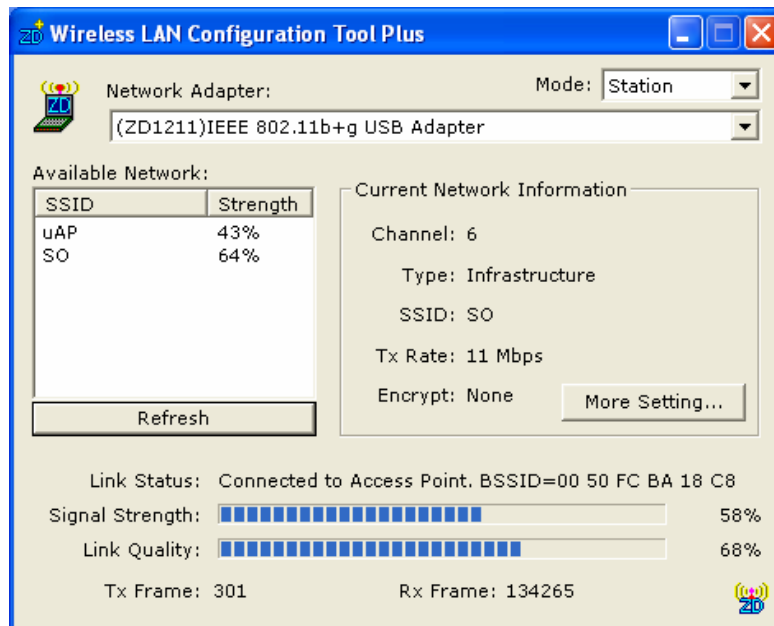 ZD Wireless LAN Configuration Tool Plus
ZD
Network Adapter:
Mode: Station
(ZD1211)IEEE 802.11b+g USB Adapter
Available Network:
SSID Strength
uAP 43%
SO 64%
Refresh
Current Network Information
Channel: 6
Type: Infrastructure
SSID: SO
Tx Rate: 11 Mbps
Encrypt: None
More Setting...
Link Status: Connected to Access Point. BSSID=00 50 FC BA 18 C8
Signal Strength: 58%
Link Quality: 68%
Tx Frame: 301 Rx Frame: 134265
ZD